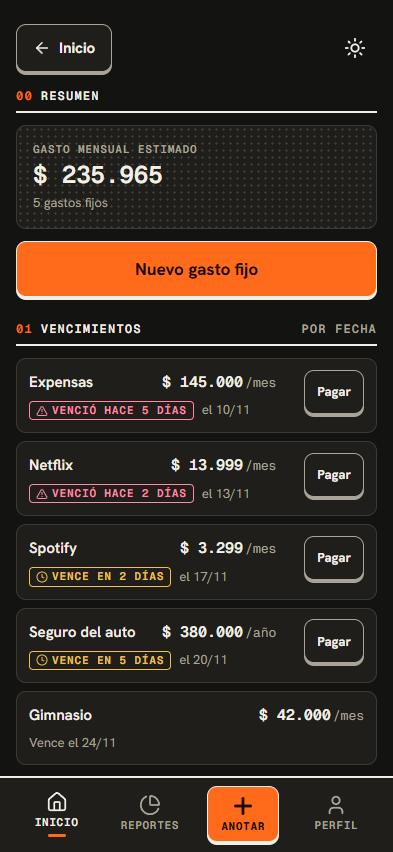 Inicio
00 RESUMEN
GASTO MENSUAL ESTIMADO
$ 235.965
5 gastos fijos
Nuevo gasto fijo
01 VENCIMIENTOS POR FECHA
Expensas $ 145.000/mes Pagar
VENCIÓ HACE 5 DÍAS el 10/11
Netflix $ 13.999/mes Pagar
VENCIÓ HACE 2 DÍAS el 13/11
Spotify $ 3.299/mes Pagar
VENCE EN 2 DÍAS el 17/11
Seguro del auto $ 380.000/año Pagar
VENCE EN 5 DÍAS el 20/11
Gimnasio $ 42.000/mes
Vence el 24/11
INICIO REPORTES ANOTAR PERFIL